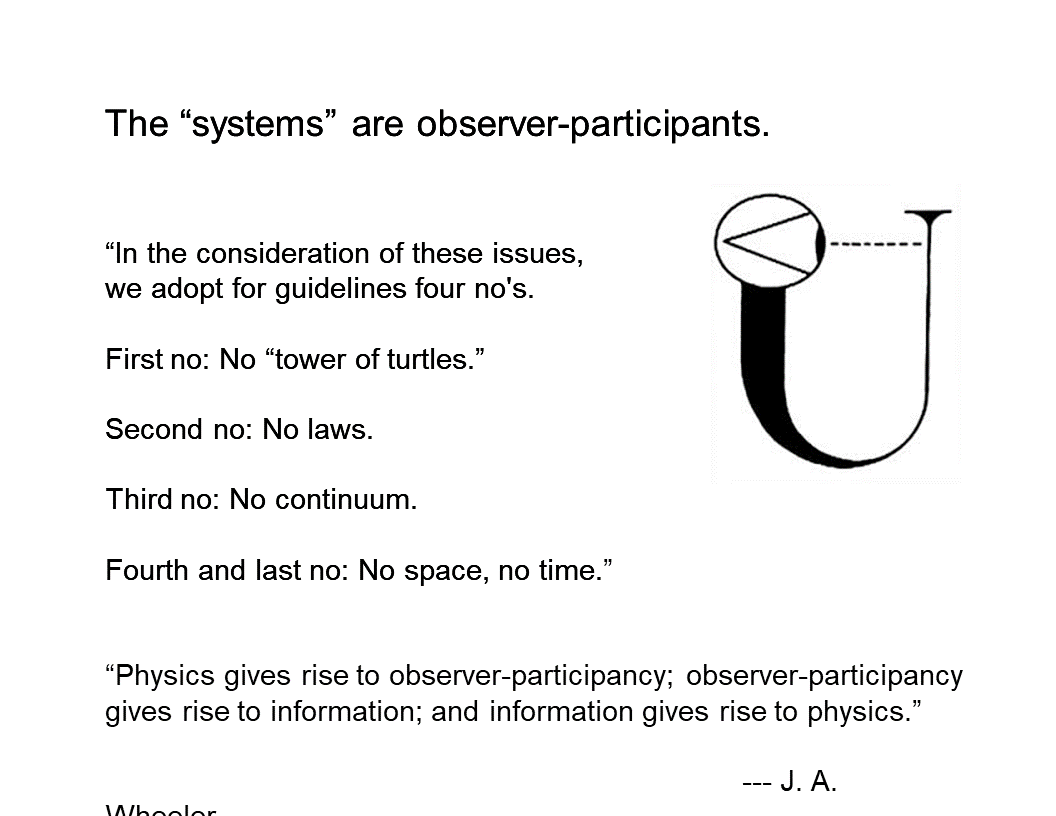 The “systems” are observer-participants.
“In the consideration of these issues,
we adopt for guidelines four no's.
First no: No “tower of turtles.”
Second no: No laws.
Third no: No continuum.
Fourth and last no: No space, no time.”
“Physics gives rise to observer-participancy; observer-participancy
gives rise to information; and information gives rise to physics.”
--- J. A.
Wheeler